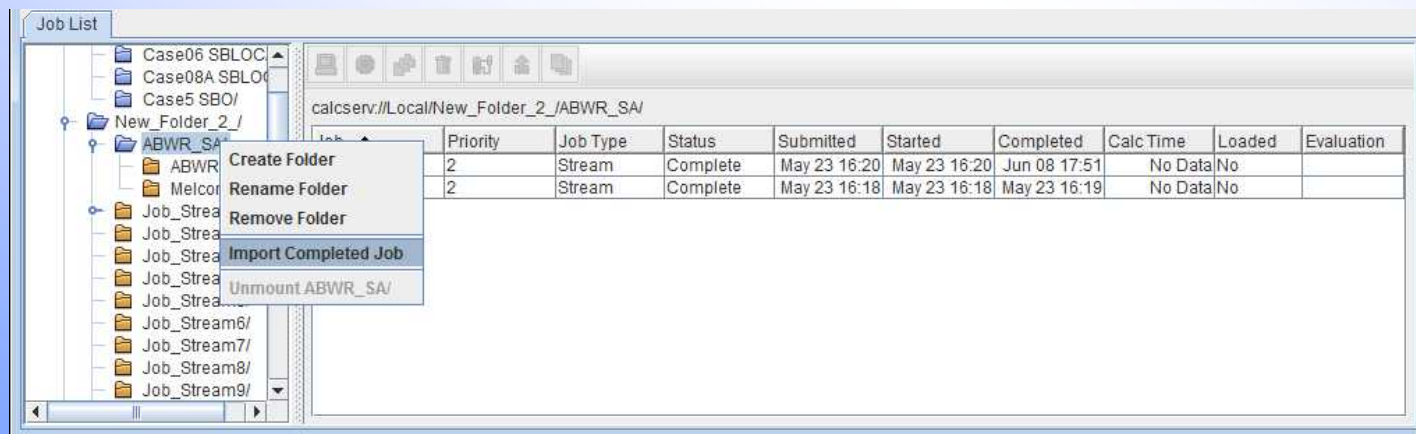 Job List
Case06 SBLOC
Case08A SBLO
Case5 SBO/
New_Folder_2_/
ABWR_SA/
ABWR
Melcor
Job_Strea
Job_Strea
Job_Strea
Job_Strea
Job_Strea
Job_Stream6/
Job_Stream7/
Job_Stream8/
Job_Stream9/
Create Folder
Rename Folder
Remove Folder
Import Completed Job
Unmount ABWR_SA/
calcserv://Local/New_Folder_2_/ABWR_SA/
Job Priority Job Type Status Submitted Started Completed Calc Time Loaded Evaluation
2 Stream Complete May 23 16:20 May 23 16:20 Jun 08 17:51 No Data No
2 Stream Complete May 23 16:18 May 23 16:18 May 23 16:19 No Data No